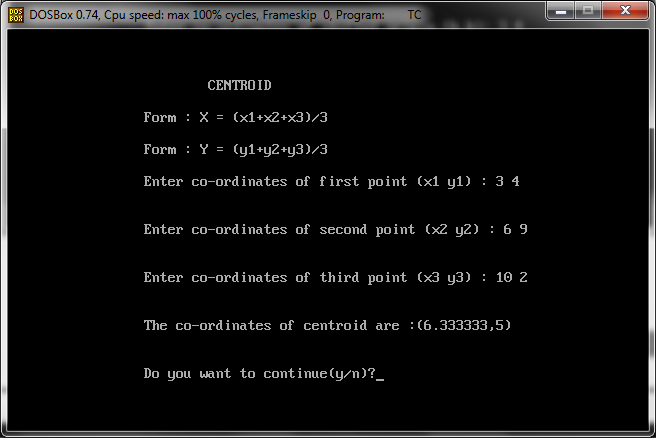 DOSBox 0.74, Cpu speed: max 100% cycles, Frameskip 0, Program: TC
CENTROID
Form : X = (x1+x2+x3)/3
Form : Y = (y1+y2+y3)/3
Enter co-ordinates of first point (x1 y1) : 3 4
Enter co-ordinates of second point (x2 y2) : 6 9
Enter co-ordinates of third point (x3 y3) : 10 2
The co-ordinates of centroid are :(6.333333,5)
Do you want to continue(y/n)?_